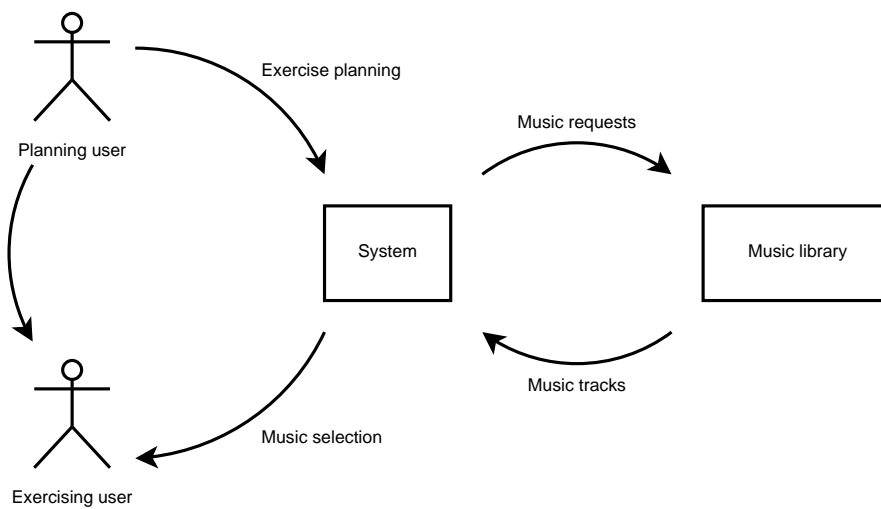 Exercise planning
Music requests
Planning user
System
Music library
Music tracks
Music selection
Exercising user